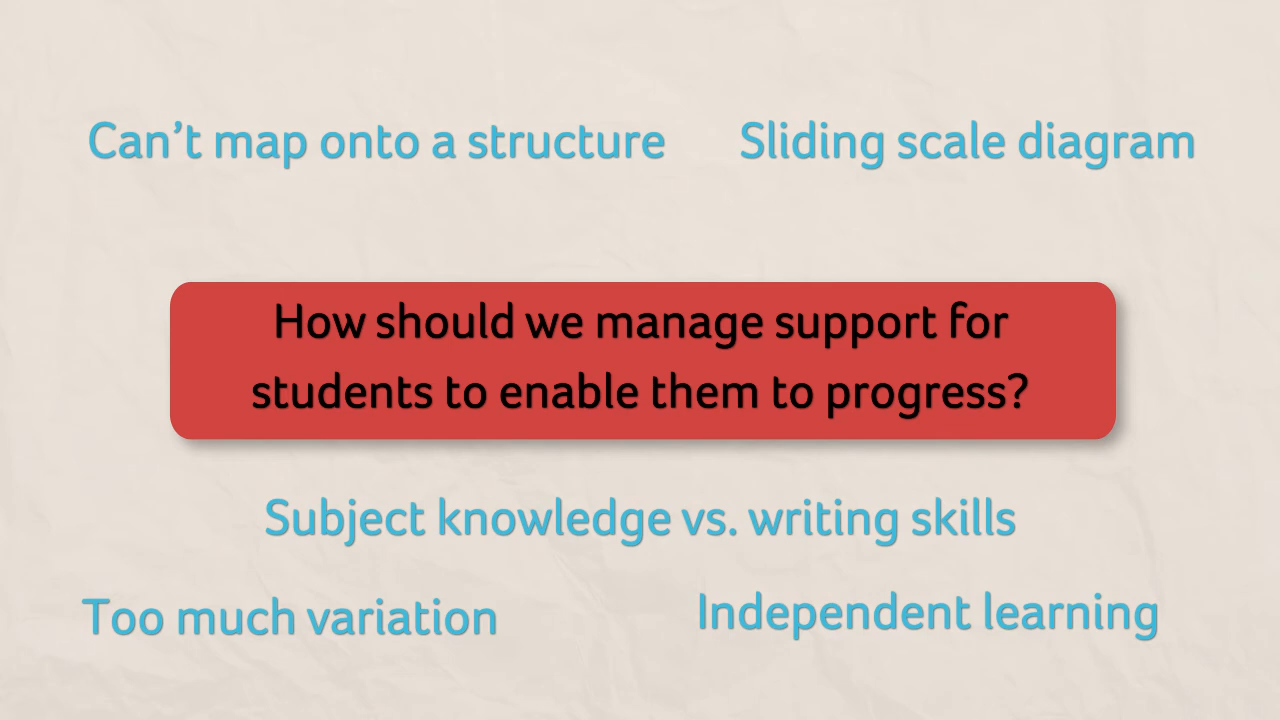 Can’t map onto a structure
Sliding scale diagram
How should we manage support for
students to enable them to progress?
Subject knowledge vs. writing skills
Too much variation
Independent learning